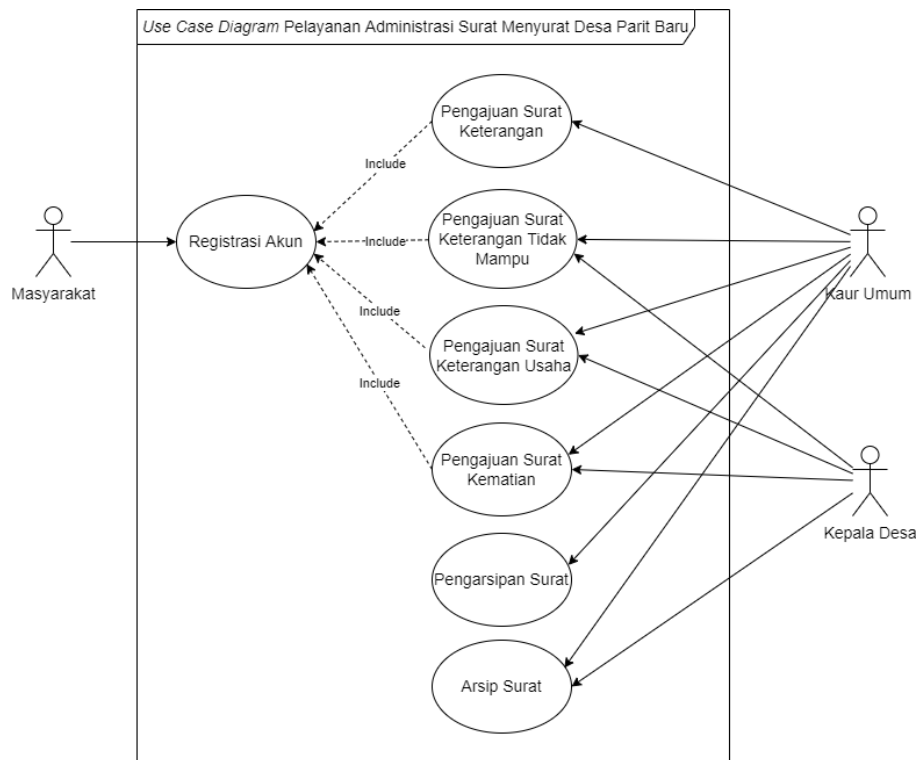 Use Case Diagram Pelayanan Administrasi Surat Menyurat Desa Parit Baru
Pengajuan Surat
Keterangan
Include
Registrasi Akun
Include
Pengajuan Surat
Keterangan Tidak
Mampu
Masyarakat
Kaur Umum
Include
Pengajuan Surat
Keterangan Usaha
Include
Pengajuan Surat
Kematian
Kepala Desa
Pengarsipan Surat
Arsip Surat